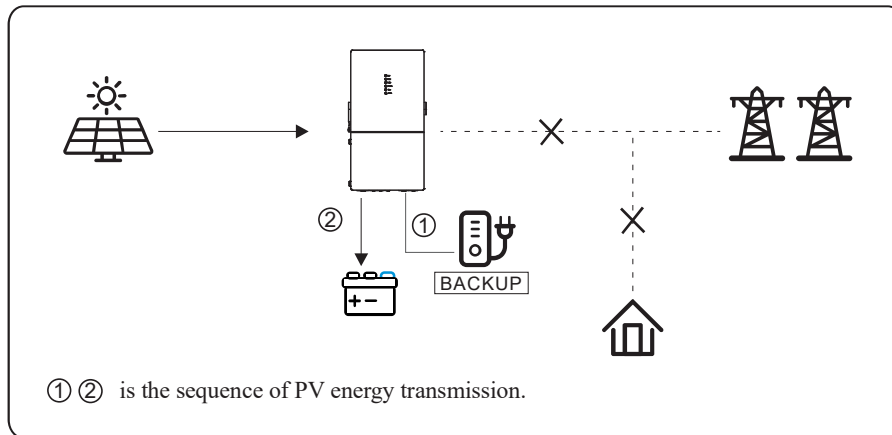 ② ①
+ −
BACKUP
① ② is the sequence of PV energy transmission.